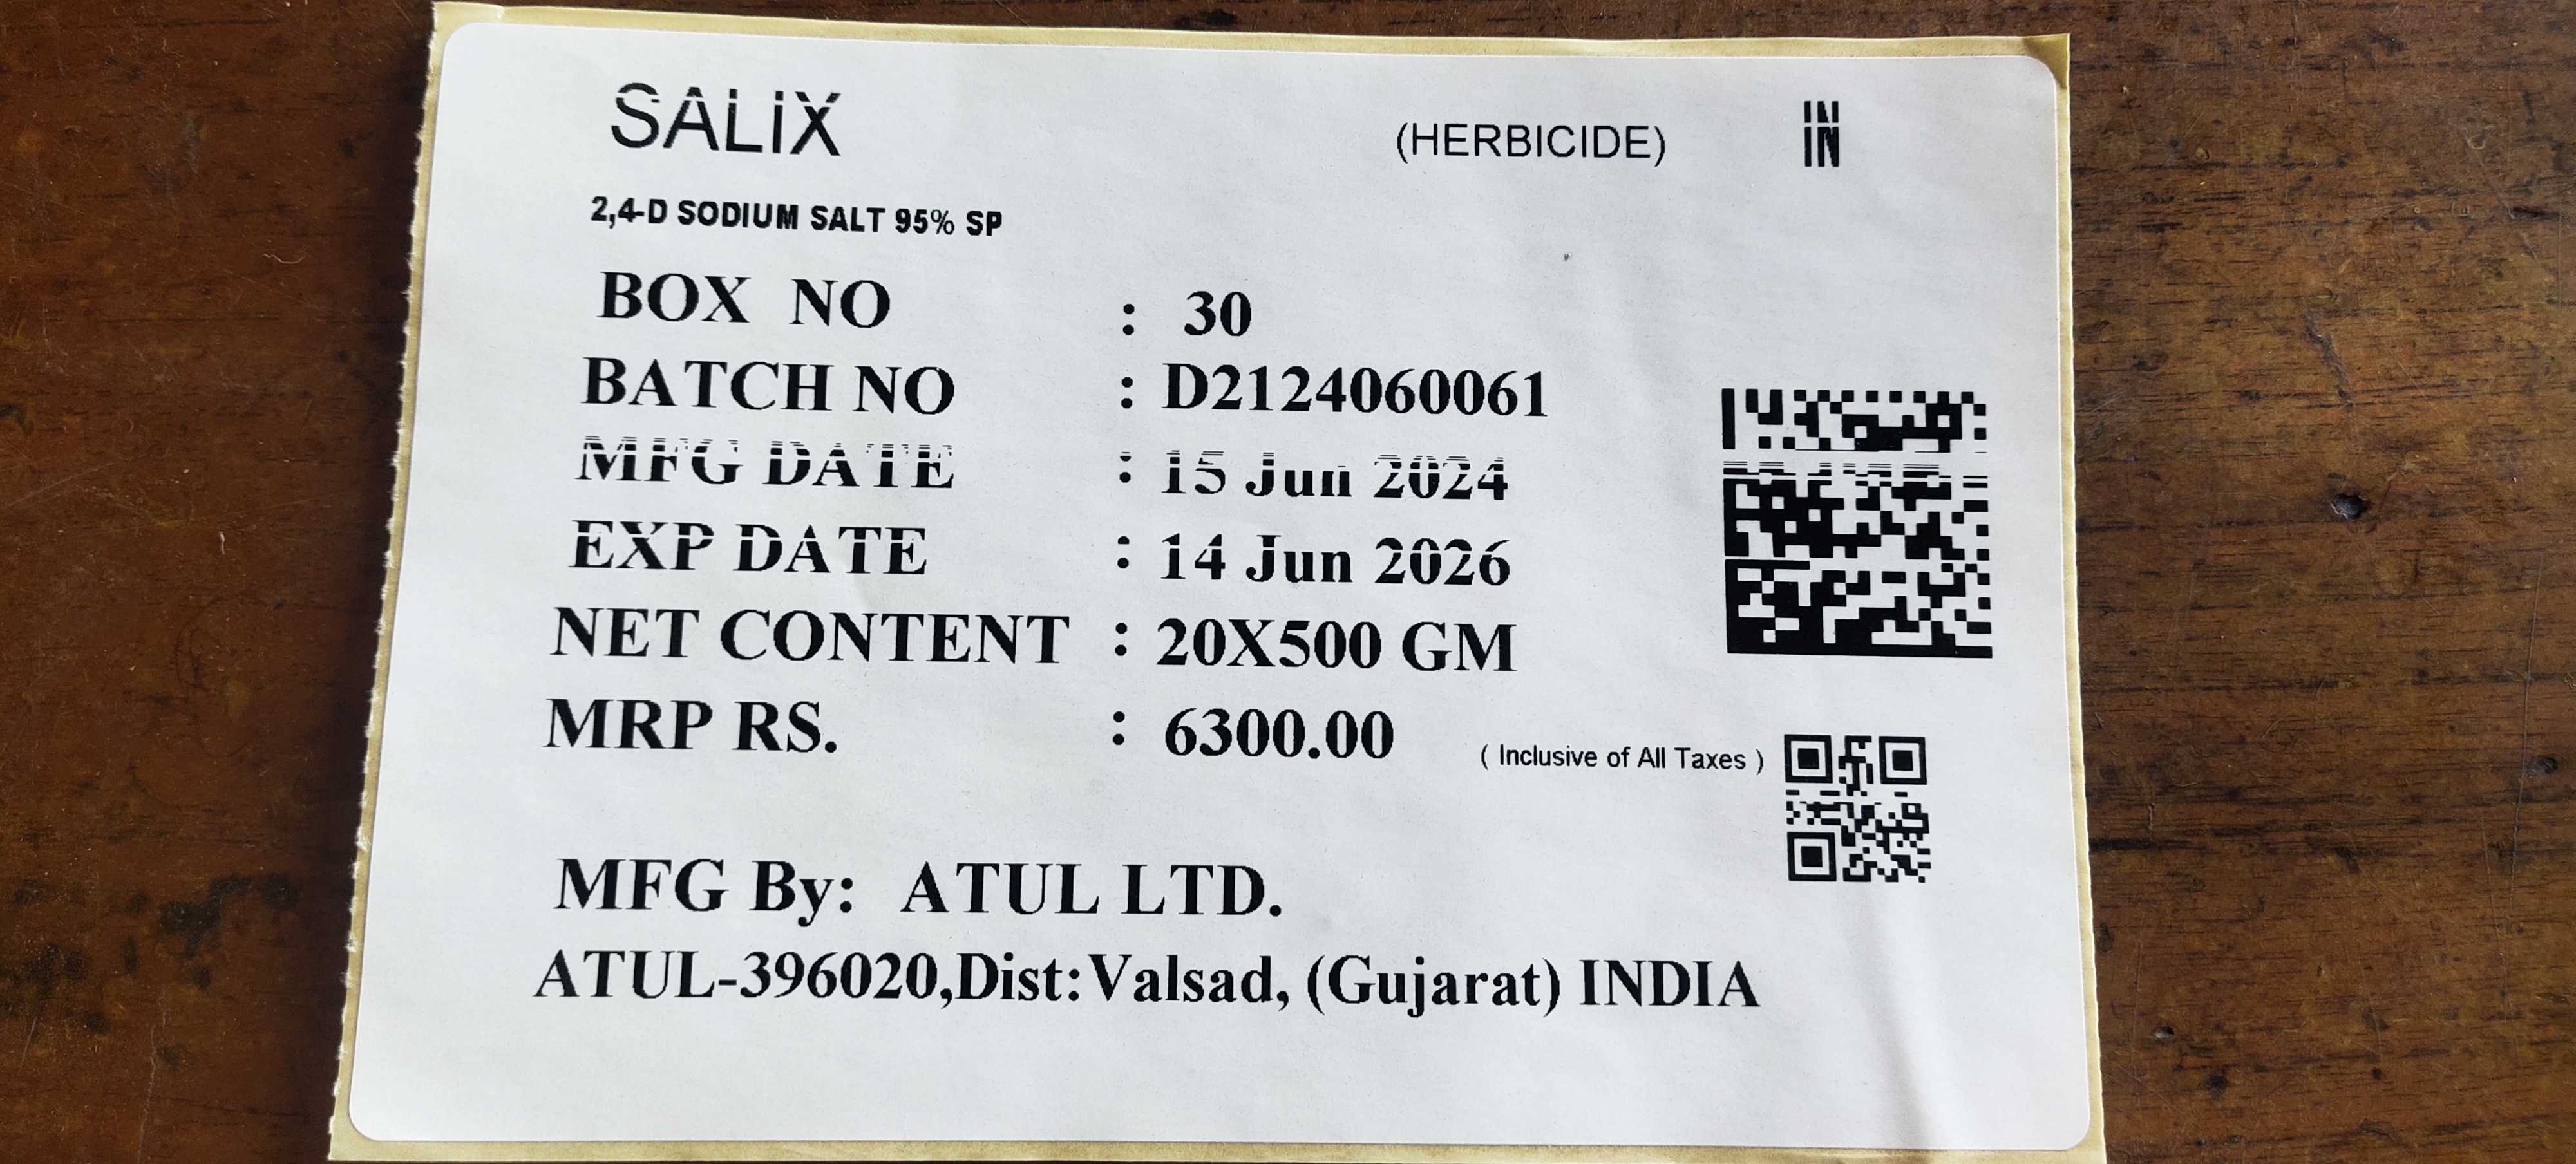 SALiX (HERBICIDE) IN
2,4-D SODIUM SALT 95% SP
BOX NO : 30
BATCH NO : D2124060061
MFG DATE : 15 Jun 2024
EXP DATE : 14 Jun 2026
NET CONTENT : 20X500 GM
MRP RS. : 6300.00 ( Inclusive of All Taxes )
MFG By: ATUL LTD.
ATUL-396020,Dist:Valsad, (Gujarat) INDIA